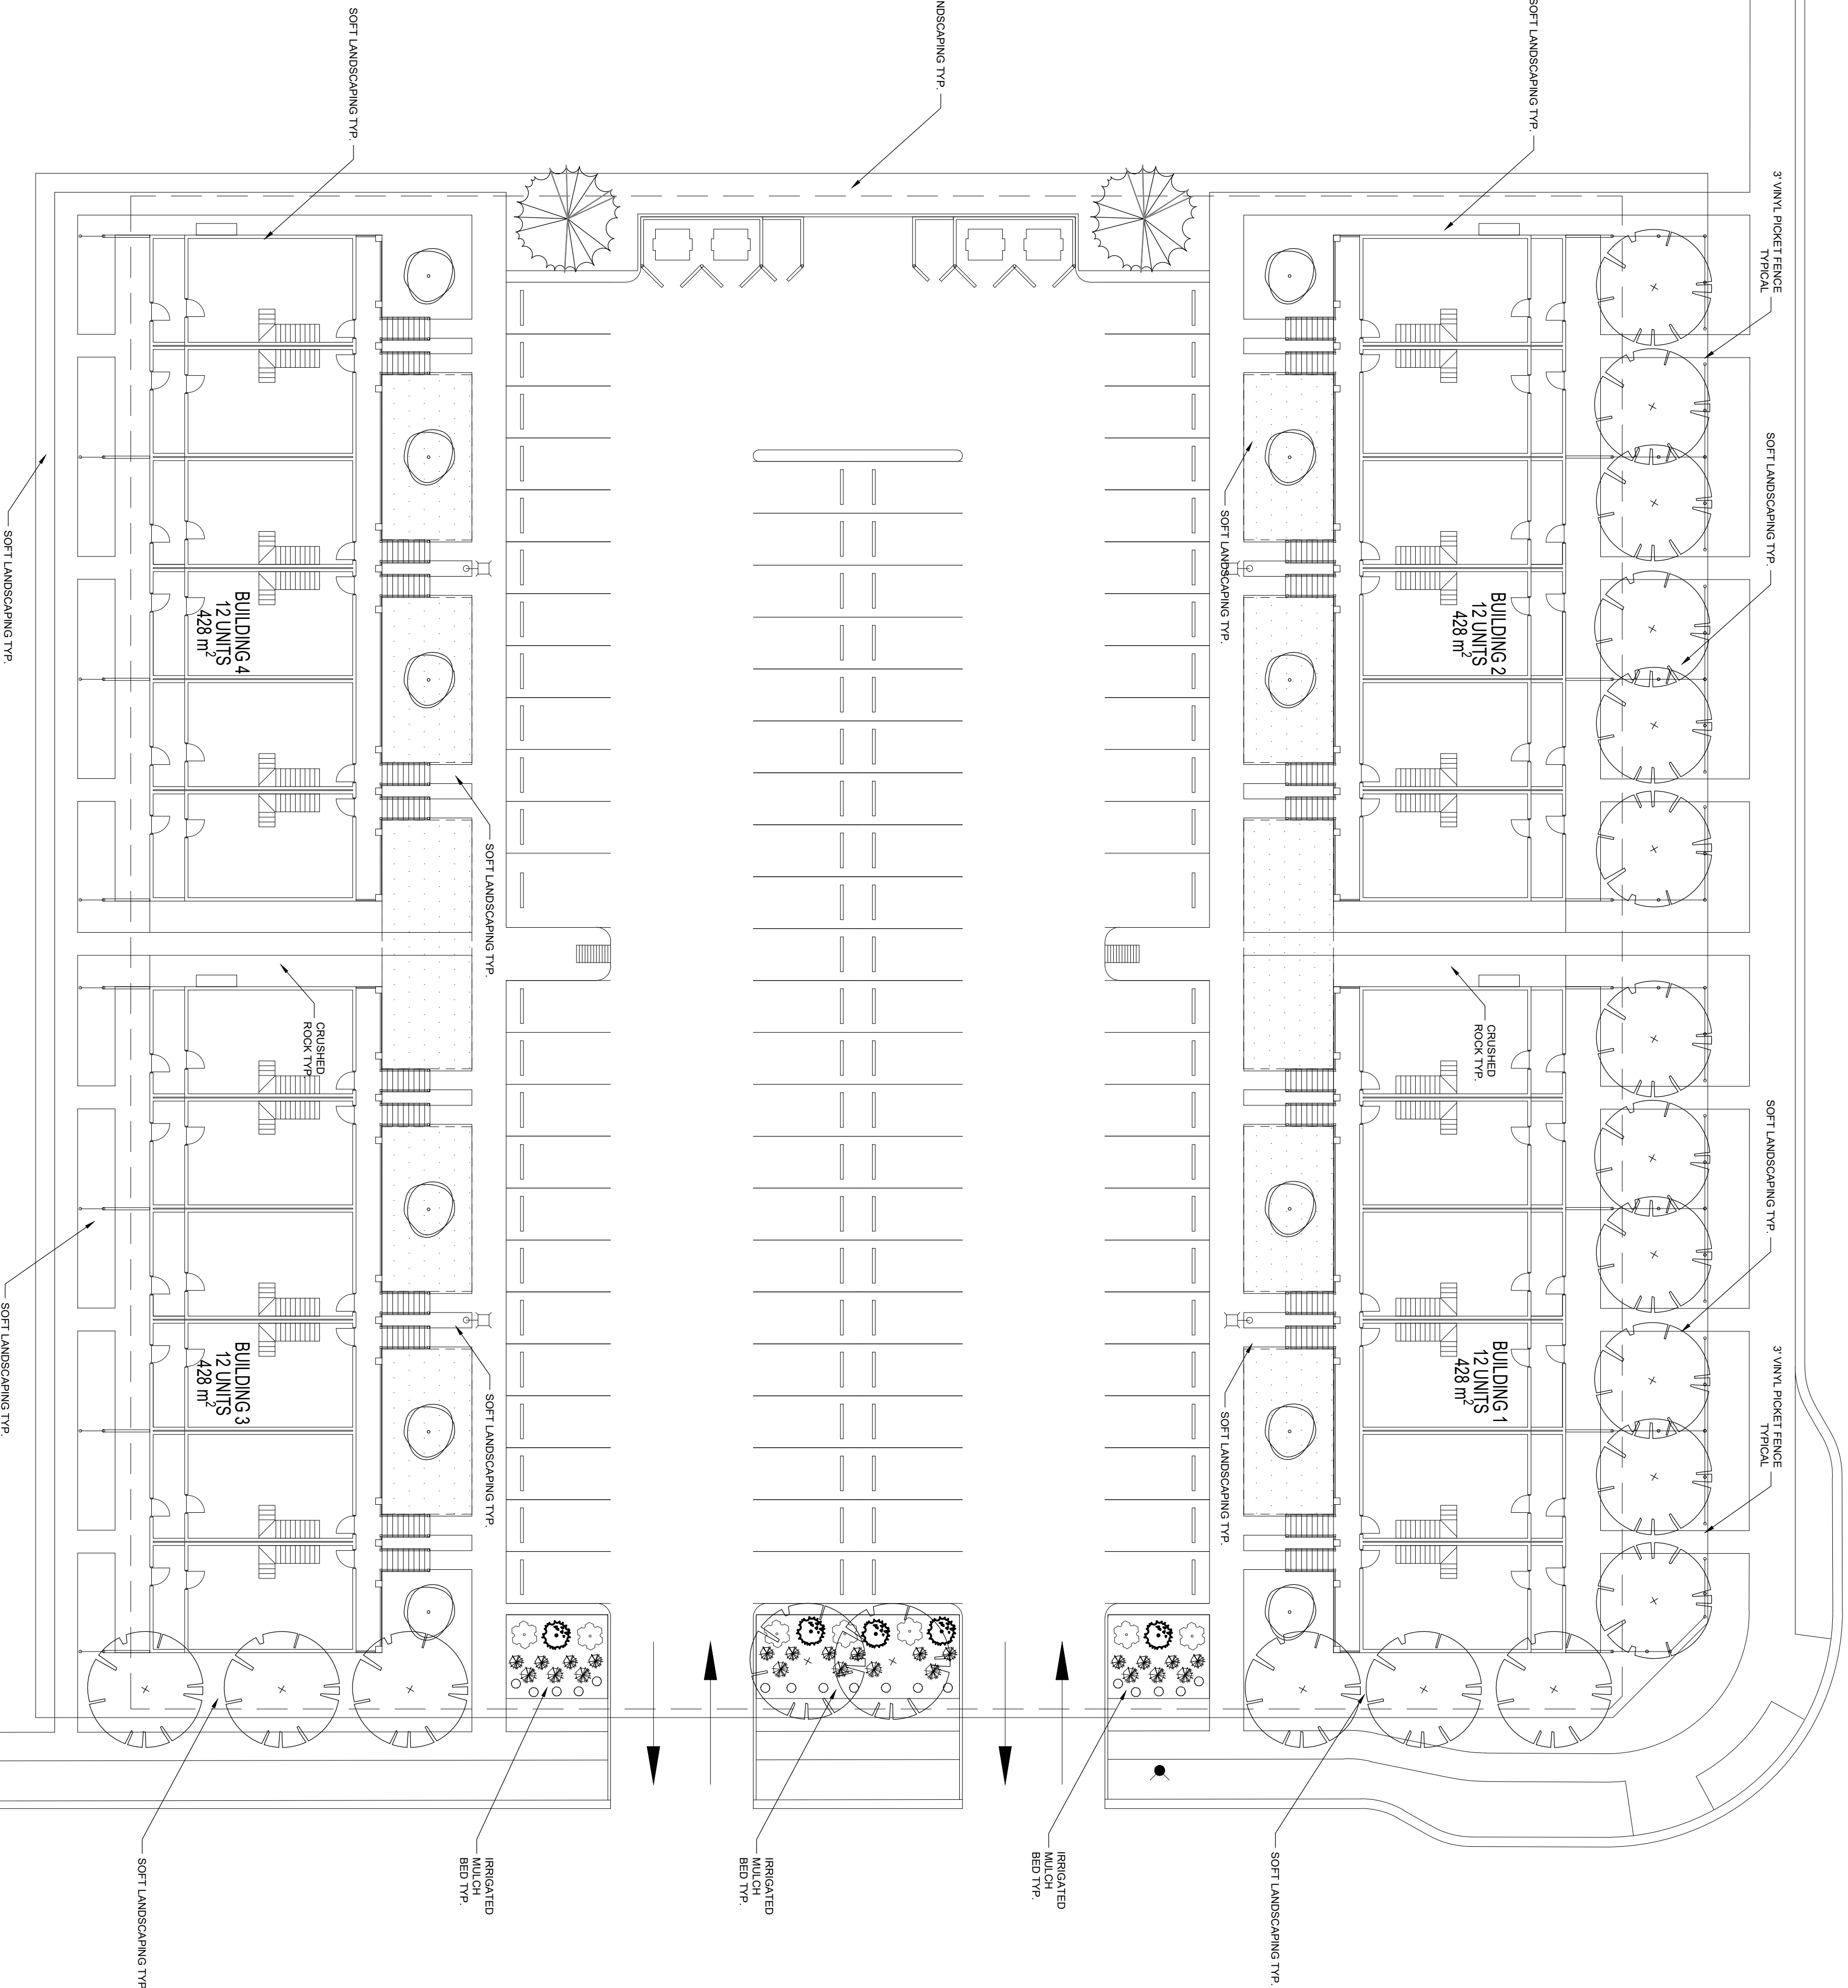 SOFT LANDSCAPING TYP.
NDSCAPING TYP.
SOFT LANDSCAPING TYP.
3' VINYL PICKET FENCE
TYPICAL
SOFT LANDSCAPING TYP.
SOFT LANDSCAPING TYP.
SOFT LANDSCAPING TYP.
BUILDING 4
12 UNITS
428 m²
BUILDING 2
12 UNITS
428 m²
SOFT LANDSCAPING TYP.
CRUSHED
ROCK TYP.
CRUSHED
ROCK TYP.
SOFT LANDSCAPING TYP.
SOFT LANDSCAPING TYP.
BUILDING 3
12 UNITS
428 m²
SOFT LANDSCAPING TYP.
SOFT LANDSCAPING TYP.
BUILDING 1
12 UNITS
428 m²
3' VINYL PICKET FENCE
TYPICAL
SOFT LANDSCAPING TYP.
IRRIGATED
MULCH
BED TYP.
IRRIGATED
MULCH
BED TYP.
IRRIGATED
MULCH
BED TYP.
SOFT LANDSCAPING TYP.